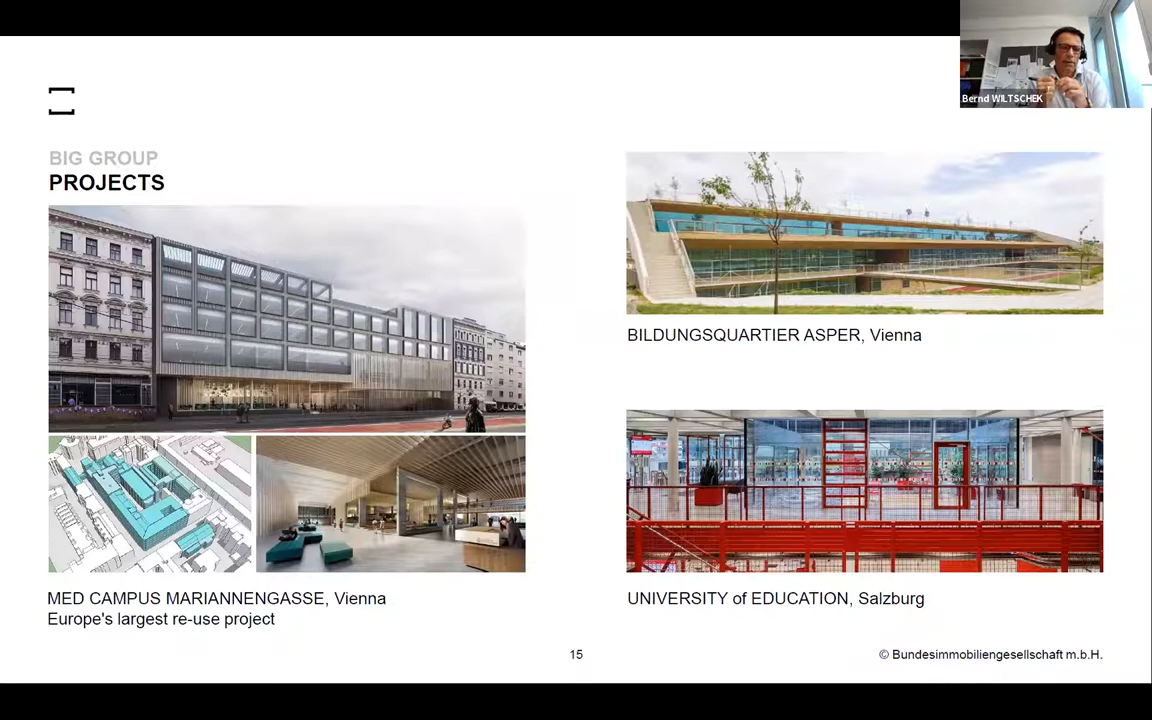 Bernd WILTSCHEK
BIG GROUP
PROJECTS
MED CAMPUS MARIANNENGASSE, Vienna
Europe's largest re-use project
BILDUNGSQUARTIER ASPER, Vienna
UNIVERSITY of EDUCATION, Salzburg
15
© Bundesimmobiliengesellschaft m.b.H.